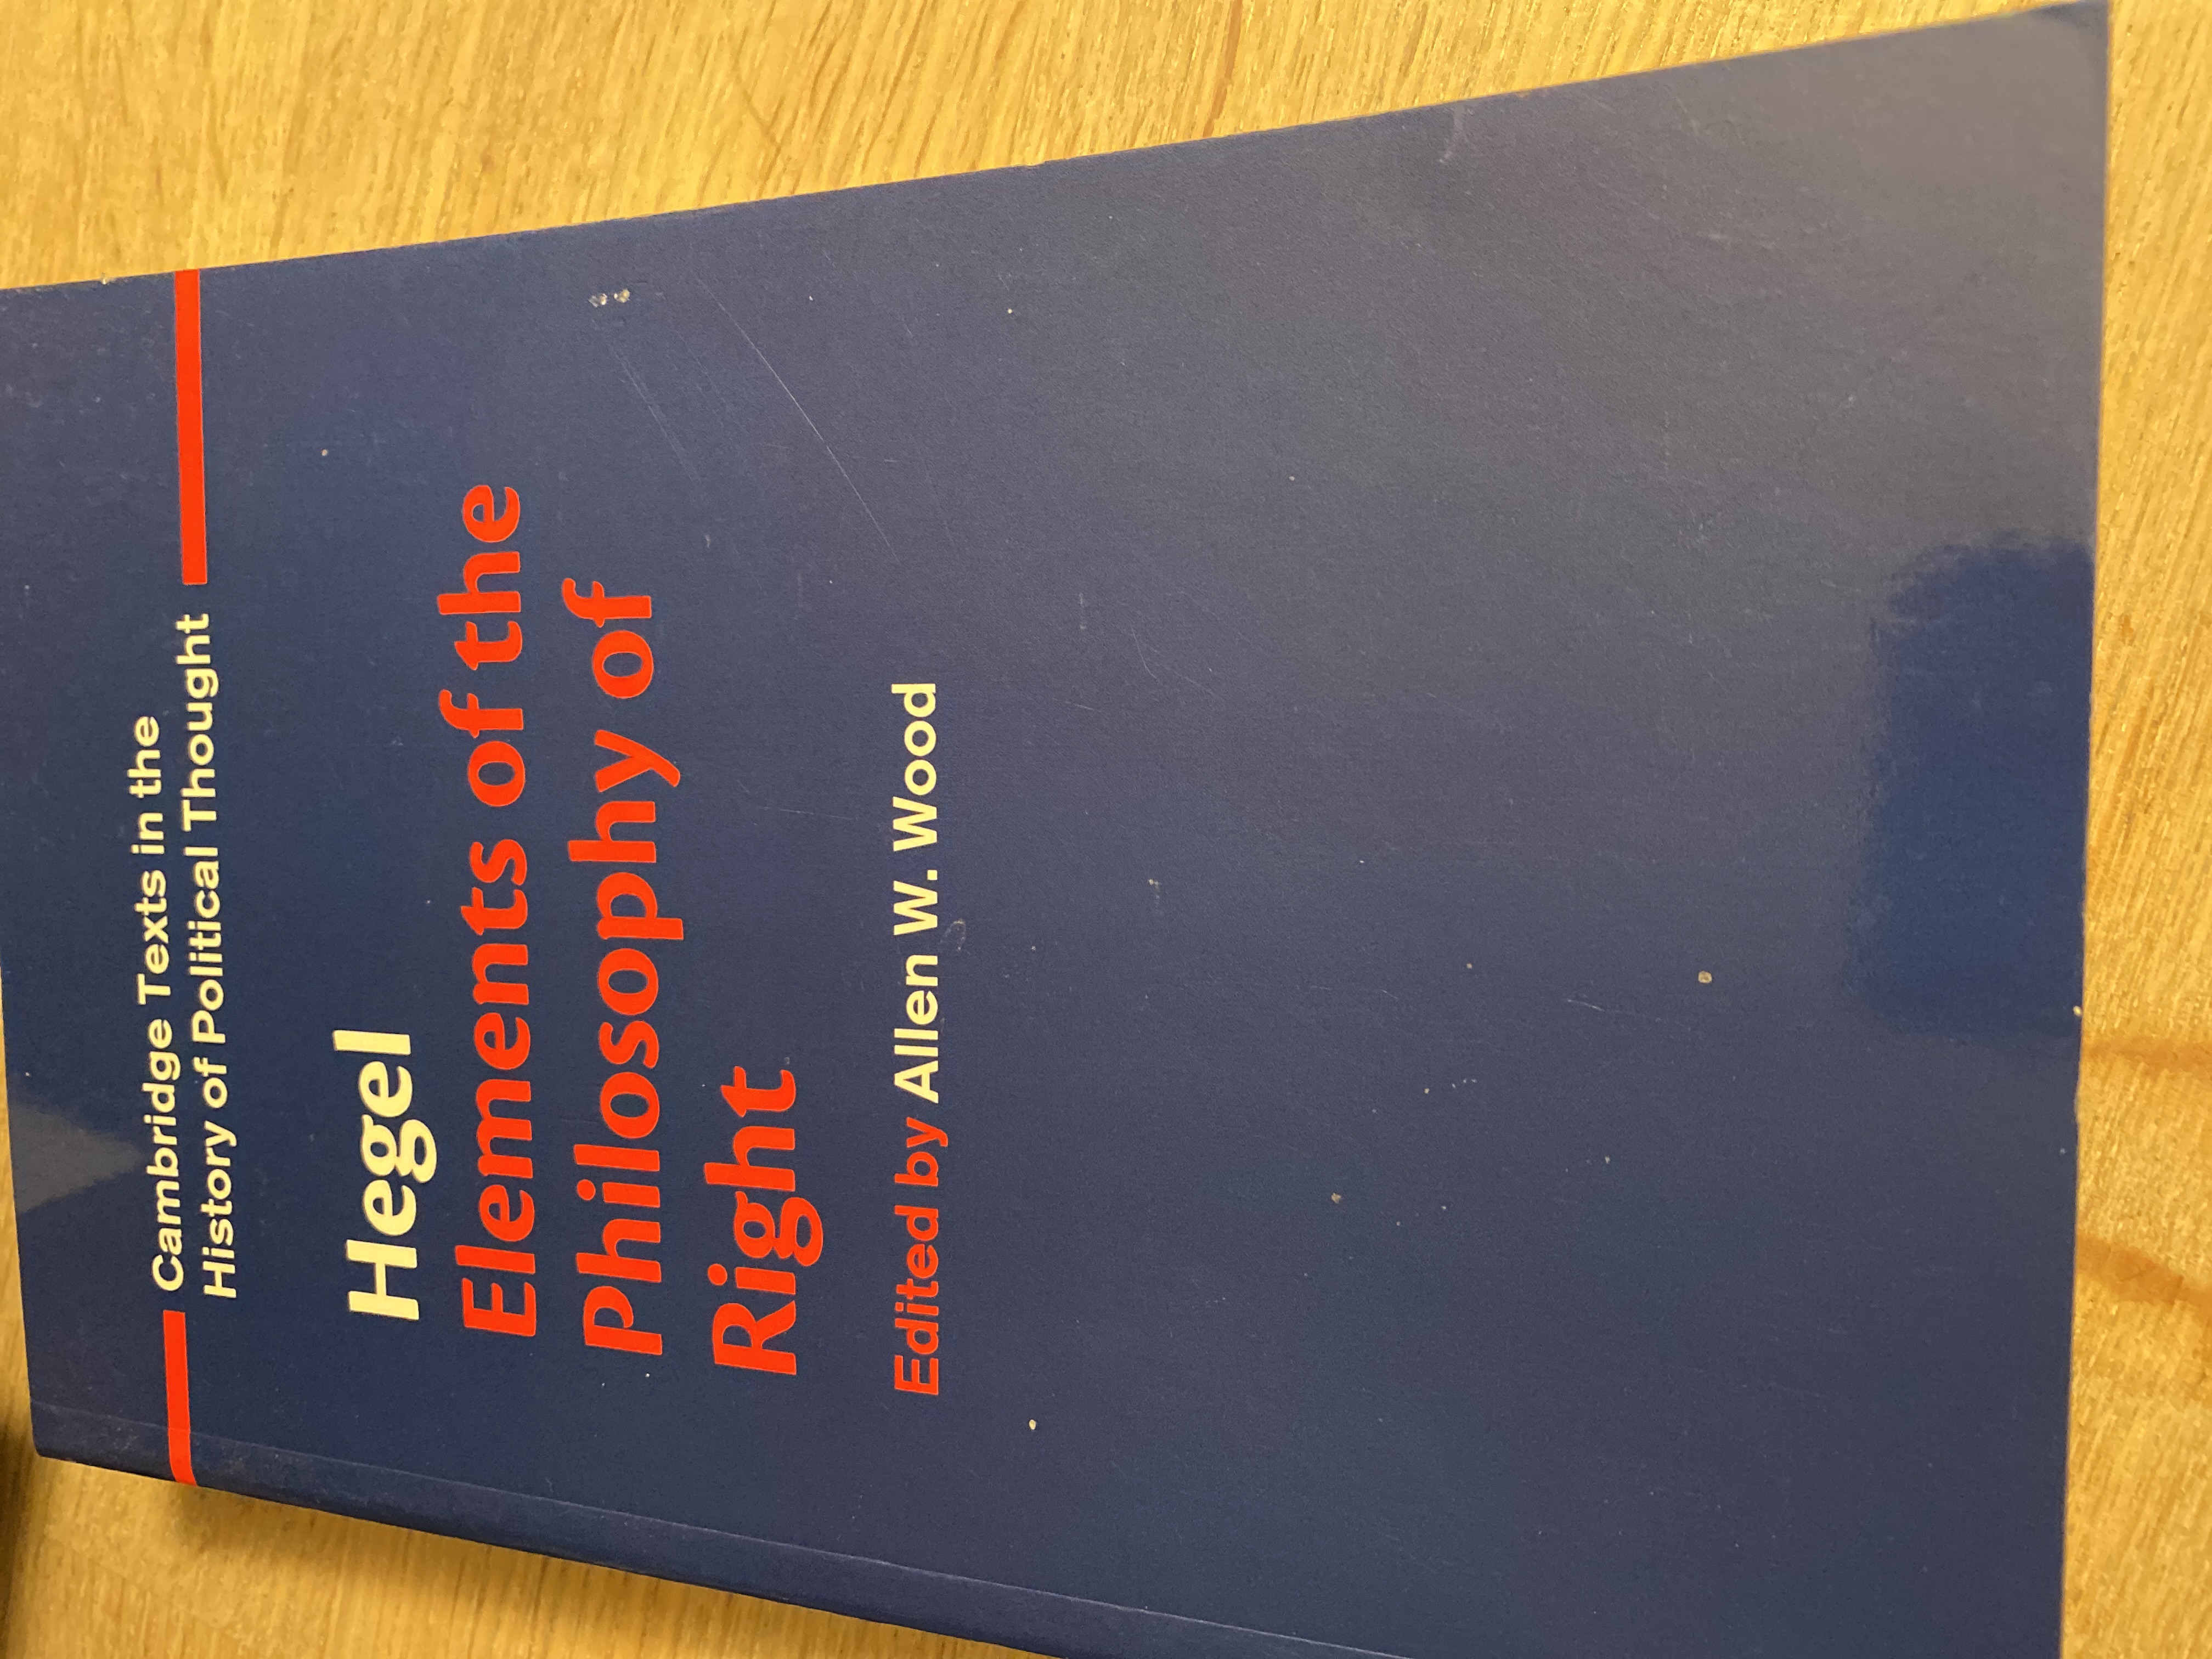 Cambridge Texts in the
History of Political Thought
Hegel
Elements of the
Philosophy of
Right
Edited by Allen W. Wood